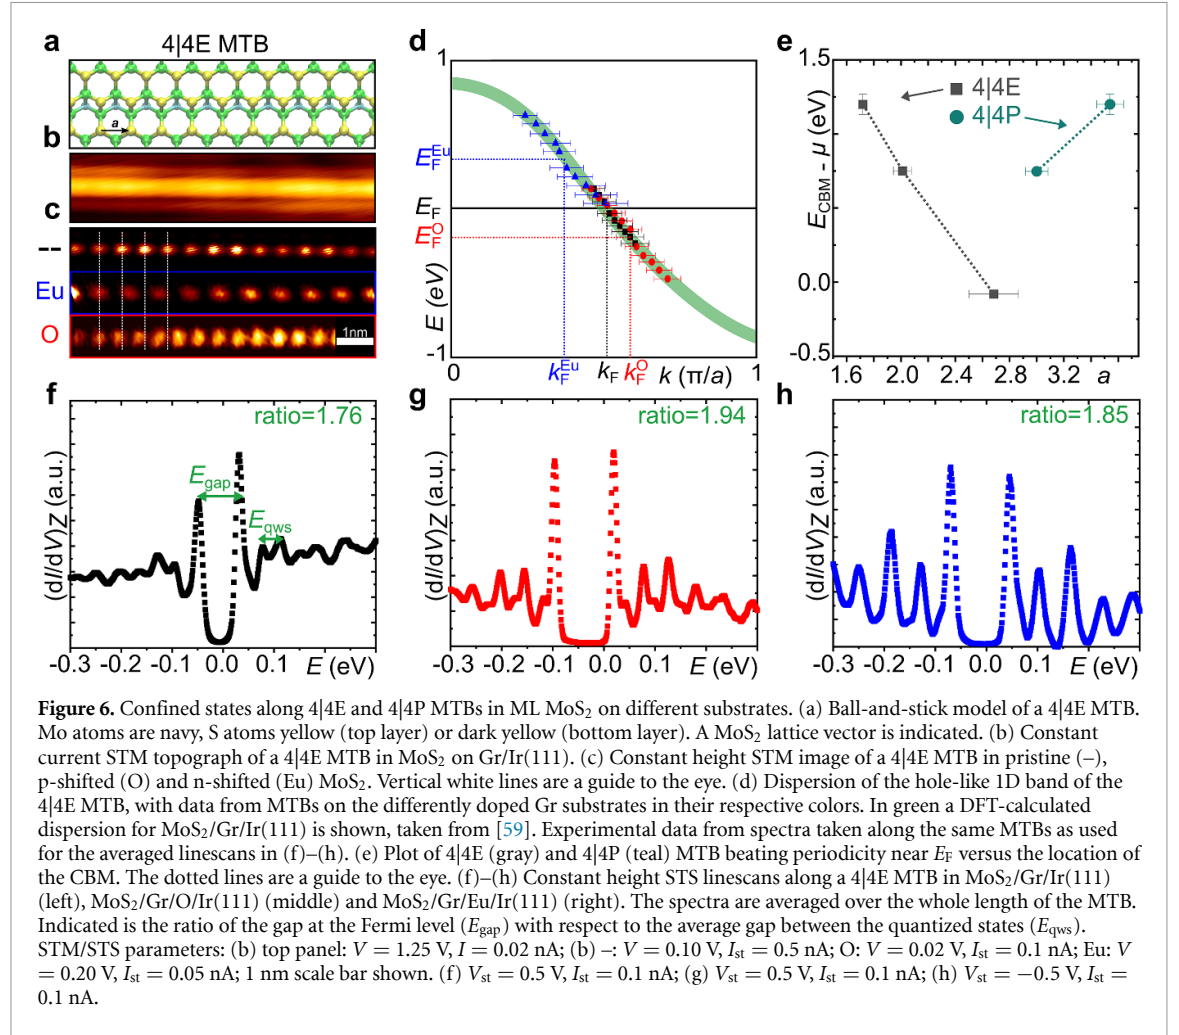 a
4|4E MTB
a
b
c
--
Eu
O
1nm
d
1
E_F^Eu
E_F
E_F^O
E (eV)
-1
0
k_F^Eu
k_F
k_F^O
k (π/a)
1
e
1.5
4|4E
4|4P
E_CBM - μ (eV)
0.0
-0.5
1.6
2.0
2.4
2.8
3.2
a
f
ratio=1.76
E_gap
E_qws
(dI/dV)_Z (a.u.)
-0.3
-0.2
-0.1
0.0
0.1
E (eV)
g
ratio=1.94
(dI/dV)_Z (a.u.)
-0.3
-0.2
-0.1
0.0
0.1
E (eV)
h
ratio=1.85
(dI/dV)_Z (a.u.)
-0.3
-0.2
-0.1
0.0
0.1
E (eV)
Figure 6. Confined states along 4|4E and 4|4P MTBs in ML MoS₂ on different substrates. (a) Ball-and-stick model of a 4|4E MTB.
Mo atoms are navy, S atoms yellow (top layer) or dark yellow (bottom layer). A MoS₂ lattice vector is indicated. (b) Constant
current STM topograph of a 4|4E MTB in MoS₂ on Gr/Ir(111). (c) Constant height STM image of a 4|4E MTB in pristine (–),
p-shifted (O) and n-shifted (Eu) MoS₂. Vertical white lines are a guide to the eye. (d) Dispersion of the hole-like 1D band of the
4|4E MTB, with data from MTBs on the differently doped Gr substrates in their respective colors. In green a DFT-calculated
dispersion for MoS₂/Gr/Ir(111) is shown, taken from [59]. Experimental data from spectra taken along the same MTBs as used
for the averaged linescans in (f)–(h). (e) Plot of 4|4E (gray) and 4|4P (teal) MTB beating periodicity near E_F versus the location of
the CBM. The dotted lines are a guide to the eye. (f)–(h) Constant height STS linescans along a 4|4E MTB in MoS₂/Gr/Ir(111)
(left), MoS₂/Gr/O/Ir(111) (middle) and MoS₂/Gr/Eu/Ir(111) (right). The spectra are averaged over the whole length of the MTB.
Indicated is the ratio of the gap at the Fermi level (E_gap) with respect to the average gap between the quantized states (E_qws).
STM/STS parameters: (b) top panel: V = 1.25 V, I = 0.02 nA; (b) –: V = 0.10 V, I_st = 0.5 nA; O: V = 0.02 V, I_st = 0.1 nA; Eu: V
= 0.20 V, I_st = 0.05 nA; 1 nm scale bar shown. (f) V_st = 0.5 V, I_st = 0.1 nA; (g) V_st = 0.5 V, I_st = 0.1 nA; (h) V_st = −0.5 V, I_st =
0.1 nA.